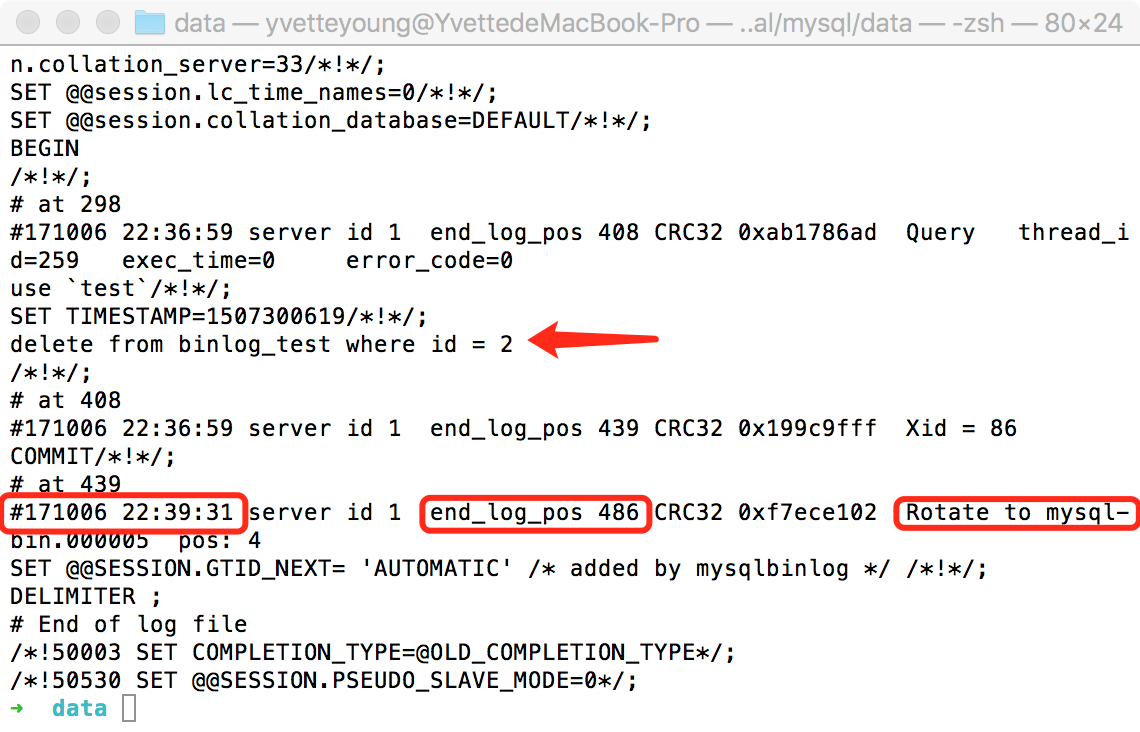 data — yvetteyoung@YvettedeMacBook-Pro — ..al/mysql/data — -zsh — 80×24
n.collation_server=33/*!*/;
SET @@session.lc_time_names=0/*!*/;
SET @@session.collation_database=DEFAULT/*!*/;
BEGIN
/*!*/;
# at 298
#171006 22:36:59 server id 1  end_log_pos 408 CRC32 0xab1786ad  Query   thread_i
d=259   exec_time=0     error_code=0
use `test`/*!*/;
SET TIMESTAMP=1507300619/*!*/;
delete from binlog_test where id = 2
/*!*/;
# at 408
#171006 22:36:59 server id 1  end_log_pos 439 CRC32 0x199c9fff  Xid = 86
COMMIT/*!*/;
# at 439
#171006 22:39:31 server id 1  end_log_pos 486 CRC32 0xf7ece102  Rotate to mysql-
bin.000005  pos: 4
SET @@SESSION.GTID_NEXT= 'AUTOMATIC' /* added by mysqlbinlog */ /*!*/;
DELIMITER ;
# End of log file
/*!50003 SET COMPLETION_TYPE=@OLD_COMPLETION_TYPE*/;
/*!50530 SET @@SESSION.PSEUDO_SLAVE_MODE=0*/;
➜  data